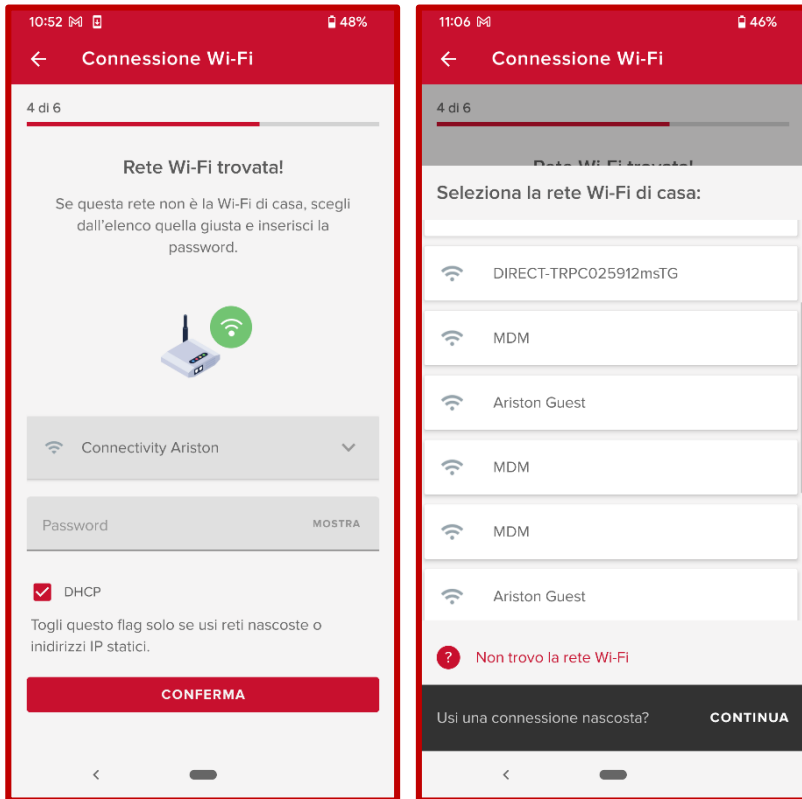 10:52
48%
Connessione Wi-Fi
4 di 6
Rete Wi-Fi trovata!
Se questa rete non è la Wi-Fi di casa, scegli
dall'elenco quella giusta e inserisci la
password.
Connectivity Ariston
Password
MOSTRA
DHCP
Togli questo flag solo se usi reti nascoste o
inidirizzi IP statici.
CONFERMA
11:06
46%
Connessione Wi-Fi
4 di 6
Rete Wi-Fi trovata!
Seleziona la rete Wi-Fi di casa:
DIRECT-TRPC025912msTG
MDM
Ariston Guest
MDM
MDM
Ariston Guest
? Non trovo la rete Wi-Fi
Usi una connessione nascosta?
CONTINUA